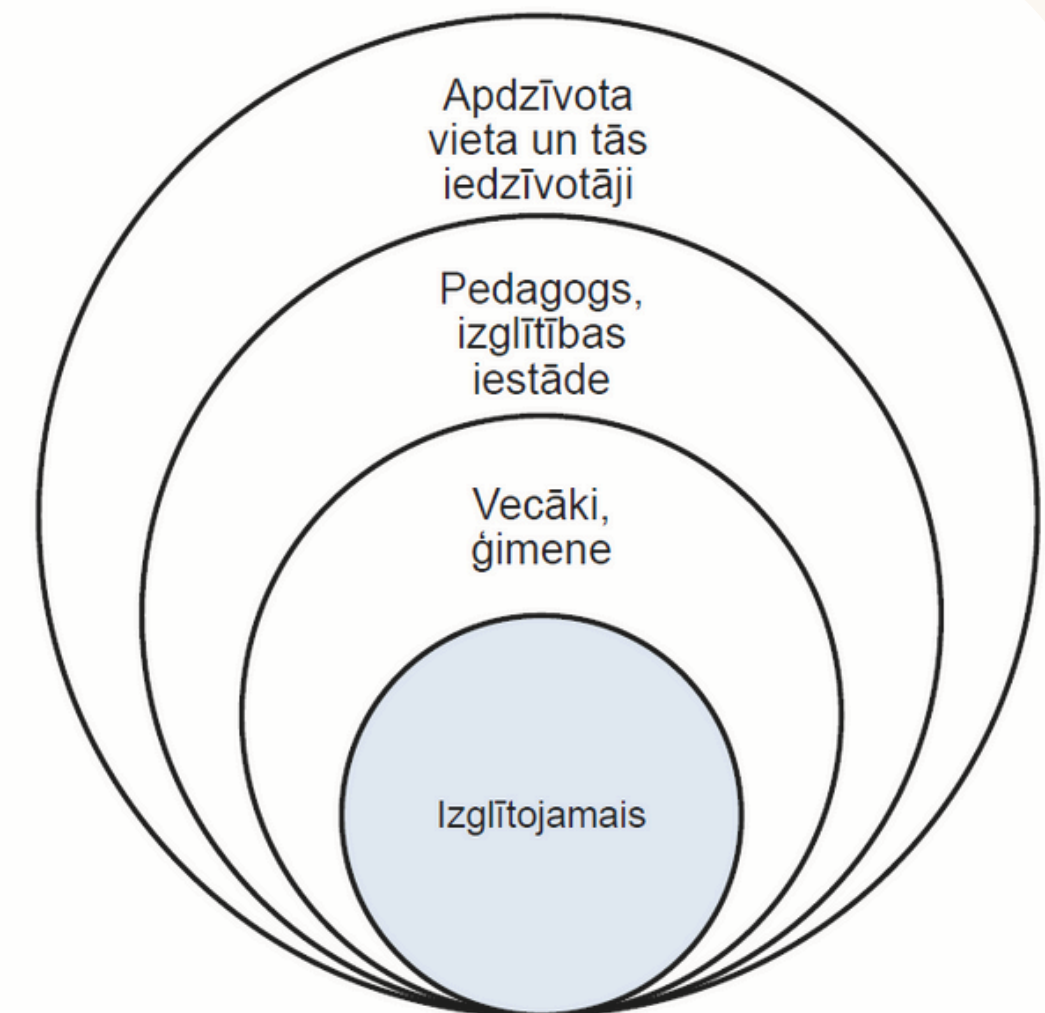 Apdzīvota
vieta un tās
iedzīvotāji
Pedagogs,
izglītības
iestāde
Vecāki,
ģimene
Izglītojamais